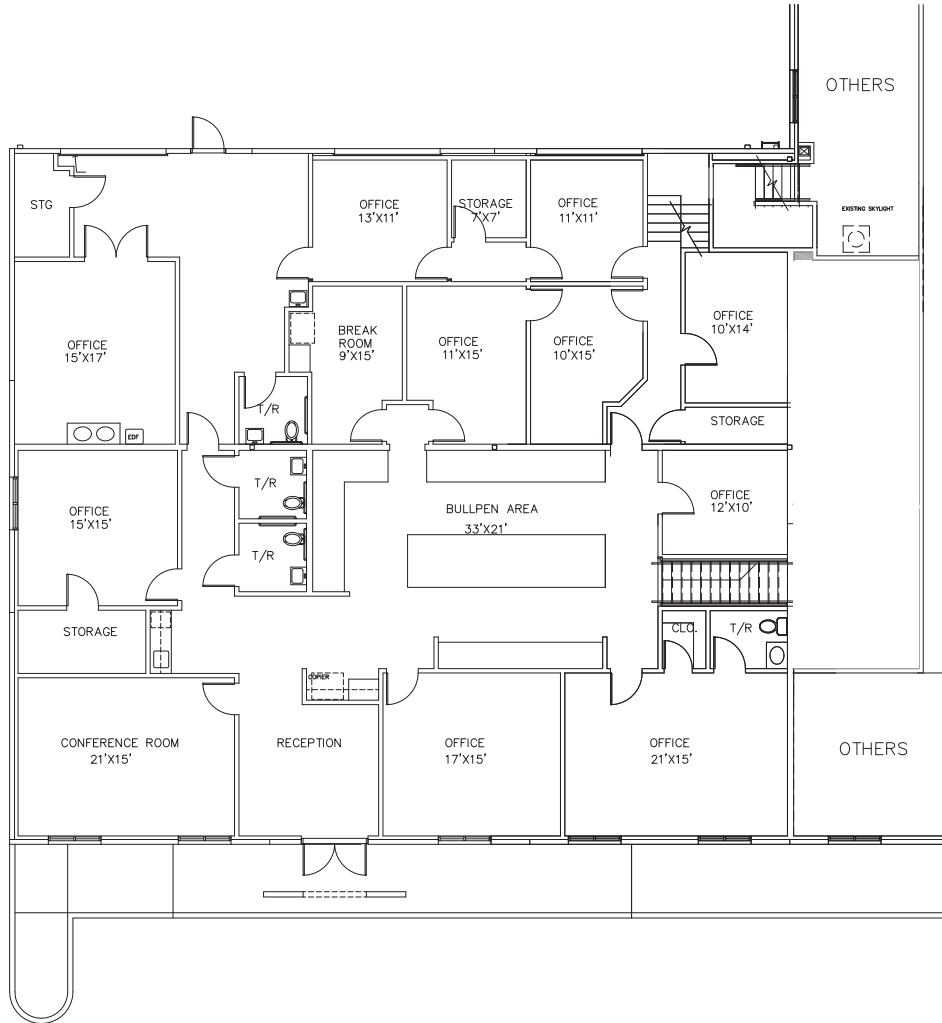 OTHERS
STG
OFFICE
13'X11'
STORAGE
7'X7'
OFFICE
11'X11'
EXISTING SKYLIGHT
OFFICE
15'X17'
BREAK
ROOM
9'X15'
OFFICE
11'X15'
OFFICE
10'X15'
OFFICE
10'X14'
T/R
EDF
STORAGE
OFFICE
15'X15'
T/R
BULLPEN AREA
33'X21'
OFFICE
12'X10'
T/R
STORAGE
CLO.
T/R
COPIER
CONFERENCE ROOM
21'X15'
RECEPTION
OFFICE
17'X15'
OFFICE
21'X15'
OTHERS